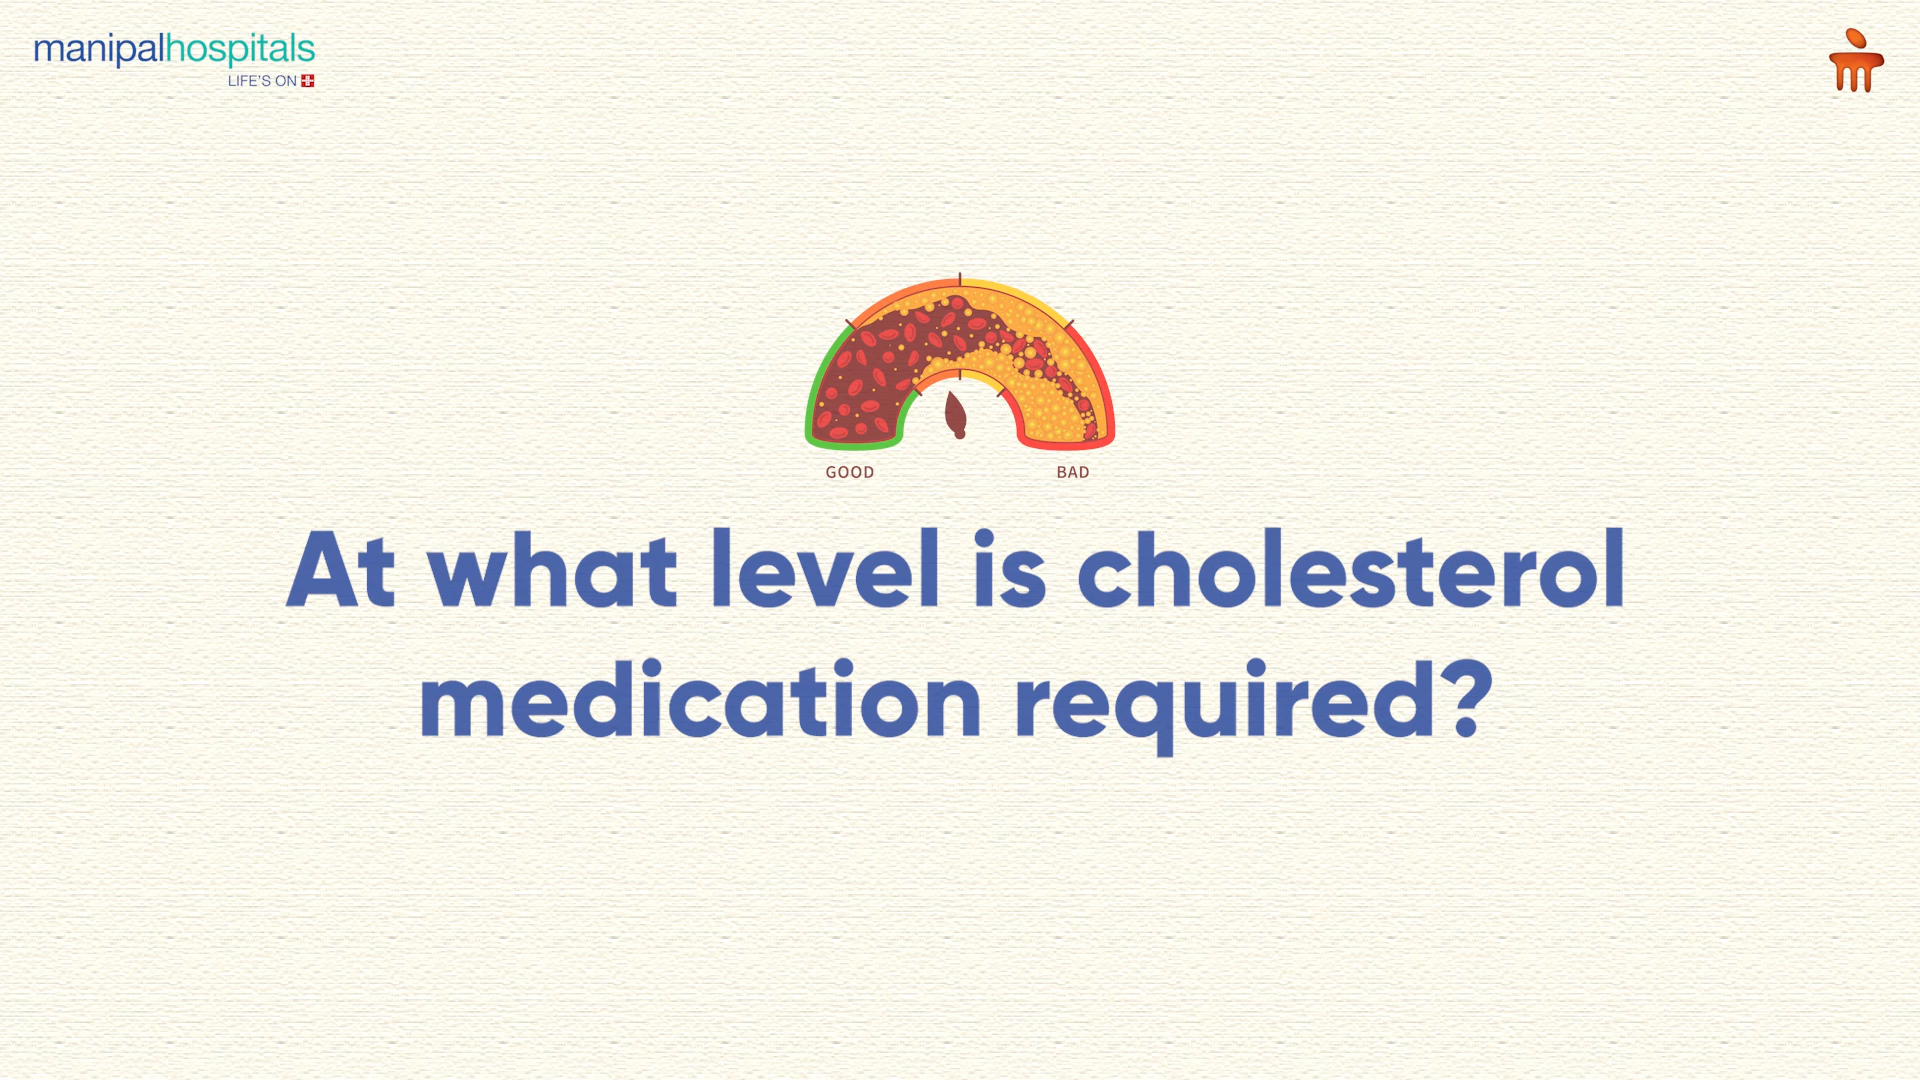 manipalhospitals
LIFE'S ON
GOOD
BAD
At what level is cholesterol
medication required?